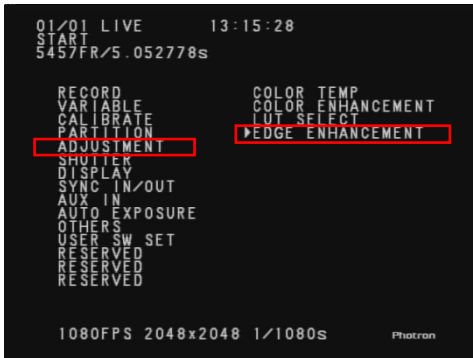 01/01 LIVE 13:15:28
START
5457FR/5.052778s
RECORD
VARIABLE
CALIBRATE
PARTITION
ADJUSTMENT
SHUTTER
DISPLAY
SYNC IN/OUT
AUX IN
AUTO EXPOSURE
OTHERS
USER SW SET
RESERVED
RESERVED
RESERVED
COLOR TEMP
COLOR ENHANCEMENT
LUT SELECT
▶EDGE ENHANCEMENT
1080FPS 2048x2048 1/1080s Photron